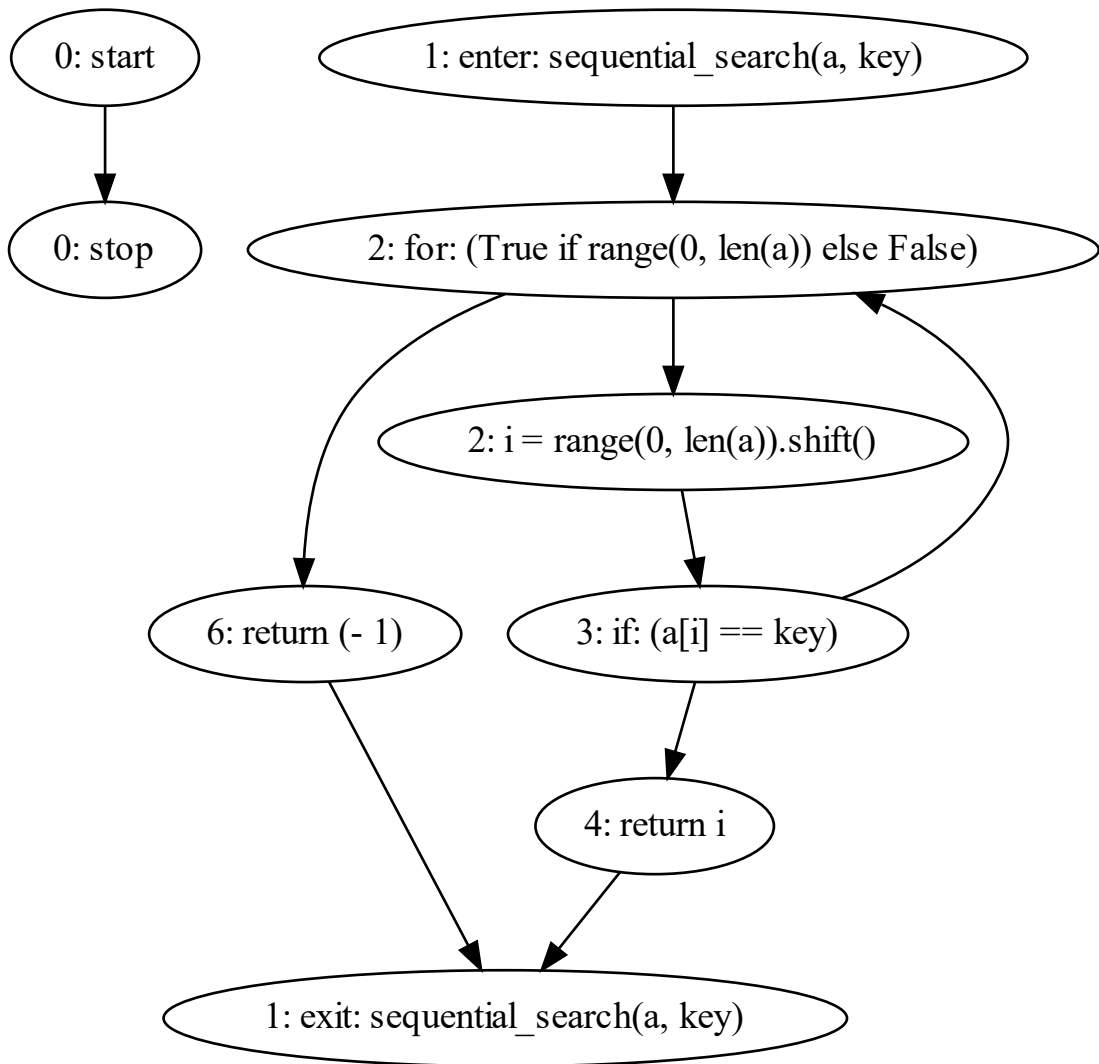 0: start
1: enter: sequential_search(a, key)
0: stop
2: for: (True if range(0, len(a)) else False)
2: i = range(0, len(a)).shift()
6: return (- 1)
3: if: (a[i] == key)
4: return i
1: exit: sequential_search(a, key)